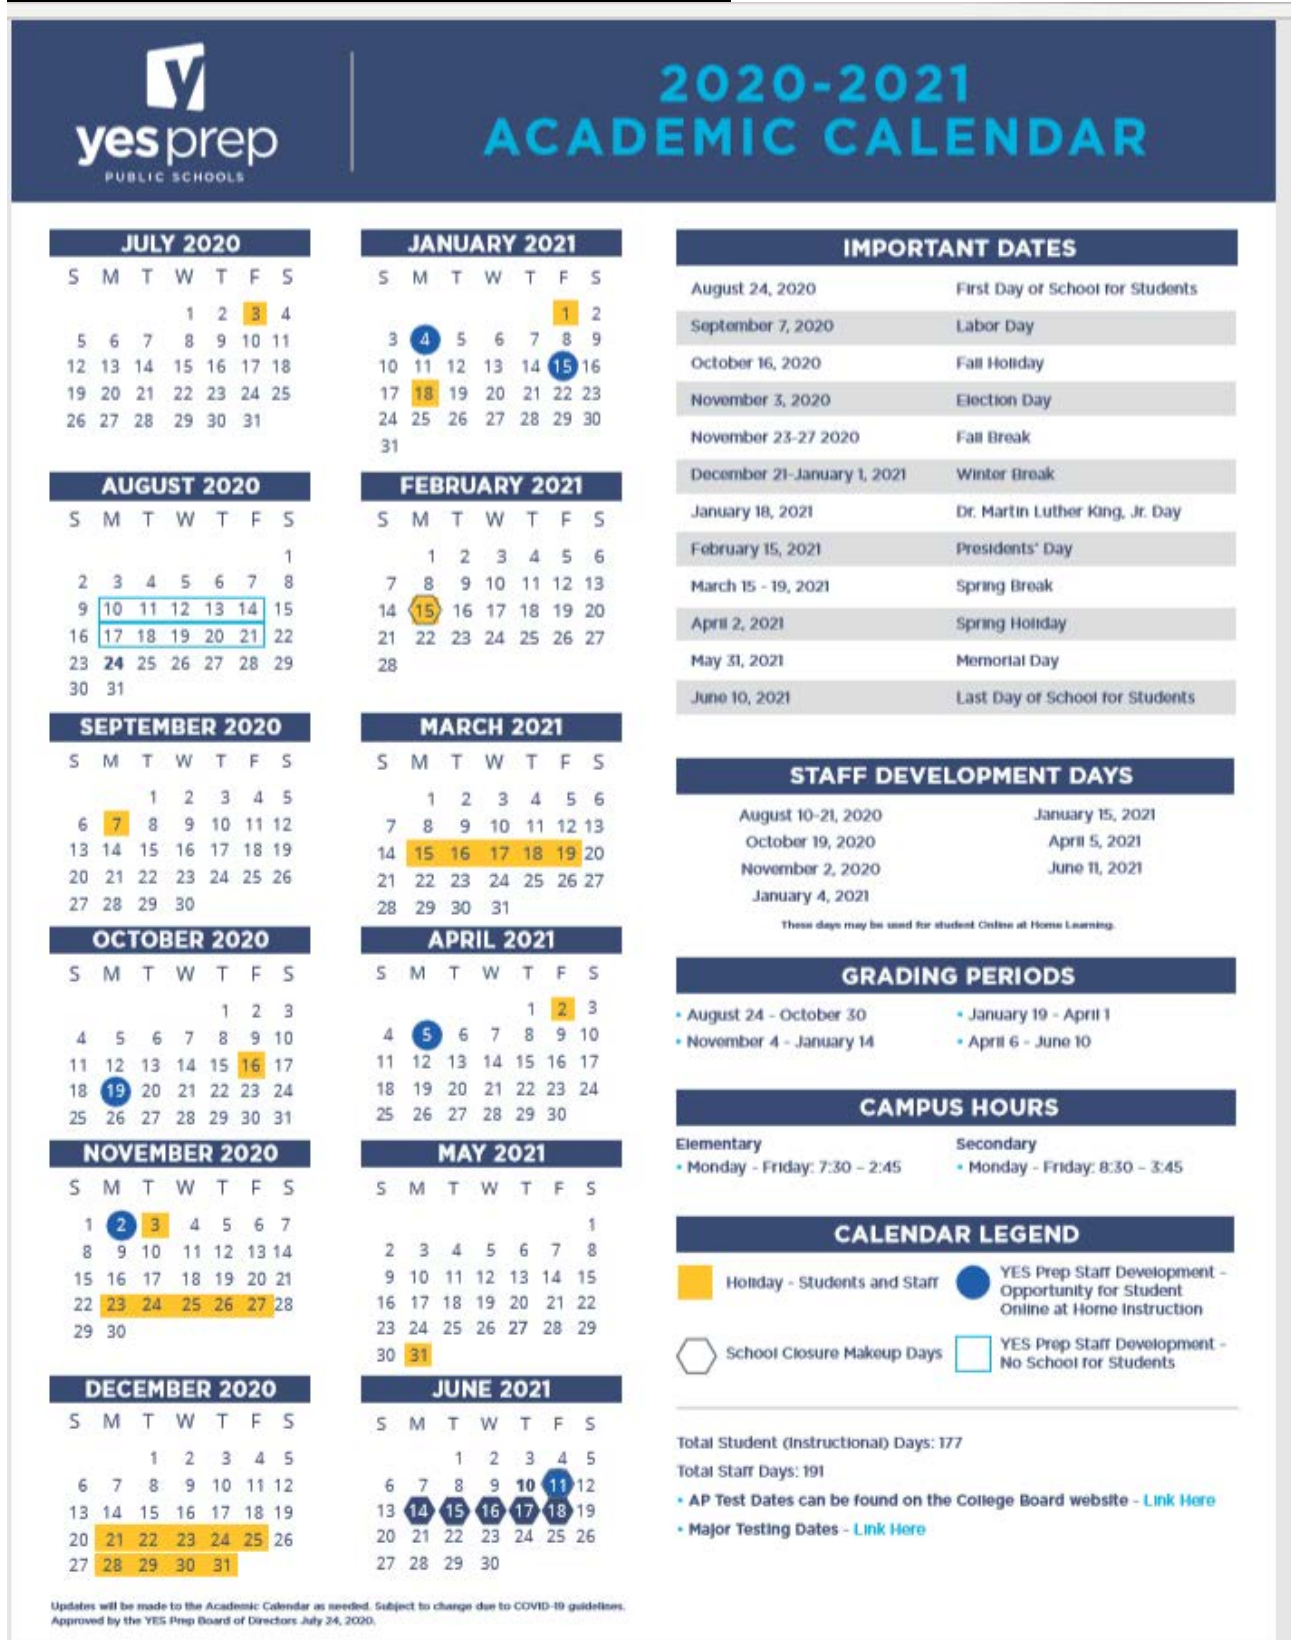 yes prep
PUBLIC SCHOOLS
2020-2021
ACADEMIC CALENDAR
JULY 2020
S M T W T F S
1 2 3 4
5 6 7 8 9 10 11
12 13 14 15 16 17 18
19 20 21 22 23 24 25
26 27 28 29 30 31
AUGUST 2020
S M T W T F S
1
2 3 4 5 6 7 8
9 10 11 12 13 14 15
16 17 18 19 20 21 22
23 24 25 26 27 28 29
30 31
SEPTEMBER 2020
S M T W T F S
1 2 3 4 5
6 7 8 9 10 11 12
13 14 15 16 17 18 19
20 21 22 23 24 25 26
27 28 29 30
OCTOBER 2020
S M T W T F S
1 2 3
4 5 6 7 8 9 10
11 12 13 14 15 16 17
18 19 20 21 22 23 24
25 26 27 28 29 30 31
NOVEMBER 2020
S M T W T F S
1 2 3 4 5 6 7
8 9 10 11 12 13 14
15 16 17 18 19 20 21
22 23 24 25 26 27 28
29 30
DECEMBER 2020
S M T W T F S
1 2 3 4 5
6 7 8 9 10 11 12
13 14 15 16 17 18 19
20 21 22 23 24 25 26
27 28 29 30 31
JANUARY 2021
S M T W T F S
1 2
3 4 5 6 7 8 9
10 11 12 13 14 15 16
17 18 19 20 21 22 23
24 25 26 27 28 29 30
31
FEBRUARY 2021
S M T W T F S
1 2 3 4 5 6
7 8 9 10 11 12 13
14 15 16 17 18 19 20
21 22 23 24 25 26 27
28
MARCH 2021
S M T W T F S
1 2 3 4 5 6
7 8 9 10 11 12 13
14 15 16 17 18 19 20
21 22 23 24 25 26 27
28 29 30 31
APRIL 2021
S M T W T F S
1 2 3
4 5 6 7 8 9 10
11 12 13 14 15 16 17
18 19 20 21 22 23 24
25 26 27 28 29 30
MAY 2021
S M T W T F S
1
2 3 4 5 6 7 8
9 10 11 12 13 14 15
16 17 18 19 20 21 22
23 24 25 26 27 28 29
30 31
JUNE 2021
S M T W T F S
1 2 3 4 5
6 7 8 9 10 11 12
13 14 15 16 17 18 19
20 21 22 23 24 25 26
27 28 29 30
IMPORTANT DATES
August 24, 2020 First Day of School for Students
September 7, 2020 Labor Day
October 16, 2020 Fall Holiday
November 3, 2020 Election Day
November 23-27 2020 Fall Break
December 21-January 1, 2021 Winter Break
January 18, 2021 Dr. Martin Luther King, Jr. Day
February 15, 2021 Presidents' Day
March 15 - 19, 2021 Spring Break
April 2, 2021 Spring Holiday
May 31, 2021 Memorial Day
June 10, 2021 Last Day of School for Students
STAFF DEVELOPMENT DAYS
August 10-21, 2020 January 15, 2021
October 19, 2020 April 5, 2021
November 2, 2020 June 11, 2021
January 4, 2021
These days may be used for student Online at Home Learning.
GRADING PERIODS
• August 24 - October 30 • January 19 - April 1
• November 4 - January 14 • April 6 - June 10
CAMPUS HOURS
Elementary Secondary
• Monday - Friday: 7:30 - 2:45 • Monday - Friday: 8:30 - 3:45
CALENDAR LEGEND
Holiday - Students and Staff
YES Prep Staff Development -
Opportunity for Student
Online at Home Instruction
School Closure Makeup Days
YES Prep Staff Development -
No School for Students
Total Student (Instructional) Days: 177
Total Staff Days: 191
• AP Test Dates can be found on the College Board website - Link Here
• Major Testing Dates - Link Here
Updates will be made to the Academic Calendar as needed. Subject to change due to COVID-19 guidelines.
Approved by the YES Prep Board of Directors July 24, 2020.